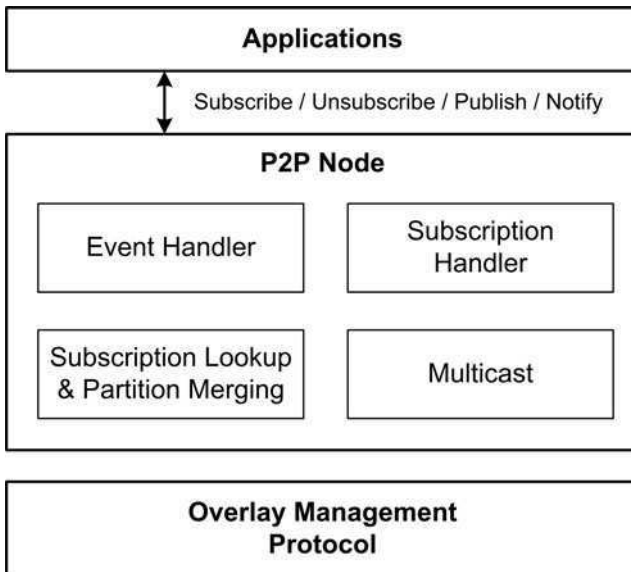 Applications
Subscribe / Unsubscribe / Publish / Notify
P2P Node
Event Handler
Subscription
Handler
Subscription Lookup
& Partition Merging
Multicast
Overlay Management
Protocol